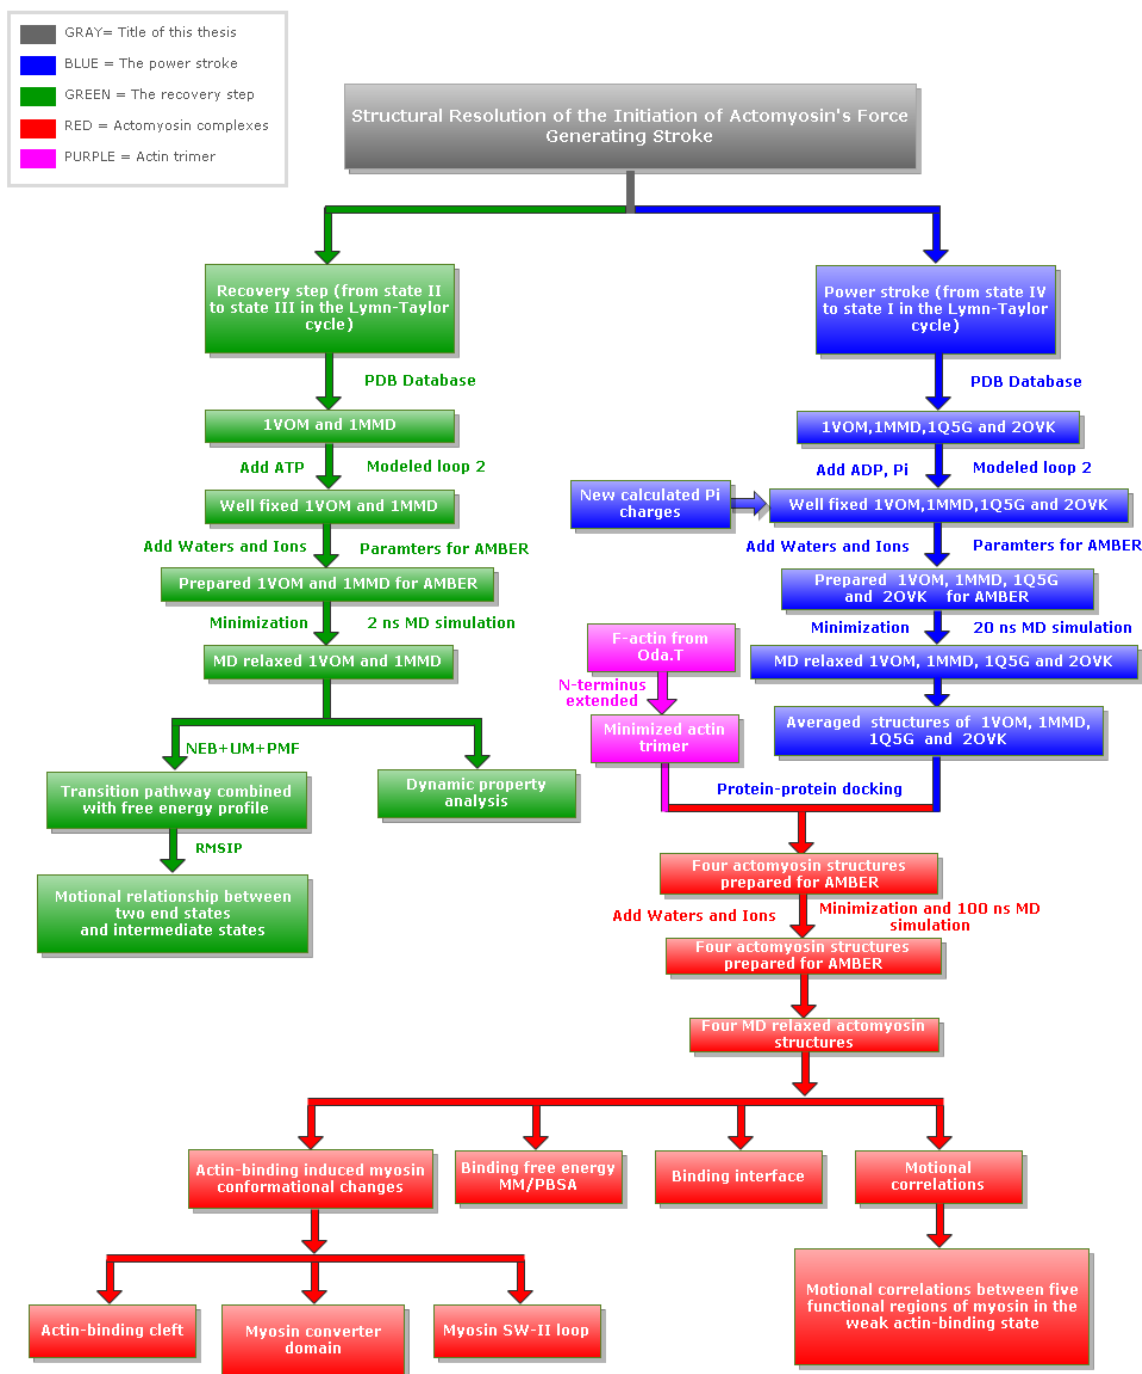 GRAY= Title of this thesis
BLUE = The power stroke
GREEN = The recovery step
RED = Actomyosin complexes
PURPLE = Actin trimer
Structural Resolution of the Initiation of Actomyosin's Force
Generating Stroke
Recovery step (from state II
to state III in the Lymn-Taylor
cycle)
Power stroke (from state IV
to state I in the Lymn-Taylor
cycle)
PDB Database
PDB Database
1VOM and 1MMD
1VOM,1MMD,1Q5G and 2OVK
Add ATP
Modeled loop 2
Add ADP, Pi
Modeled loop 2
Well fixed 1VOM and 1MMD
New calculated Pi
charges
Well fixed 1VOM,1MMD,1Q5G and 2OVK
Add Waters and Ions
Paramters for AMBER
Add Waters and Ions
Paramters for AMBER
Prepared 1VOM and 1MMD for AMBER
Prepared 1VOM, 1MMD, 1Q5G
and 2OVK for AMBER
Minimization
2 ns MD simulation
Minimization
20 ns MD simulation
F-actin from
Oda.T
MD relaxed 1VOM and 1MMD
MD relaxed 1VOM, 1MMD, 1Q5G and 2OVK
N-terminus
extended
Minimized actin
trimer
Averaged structures of 1VOM, 1MMD,
1Q5G and 2OVK
NEB+UM+PMF
Transition pathway combined
with free energy profile
Dynamic property
analysis
Protein-protein docking
RMSIP
Motional relationship between
two end states
and intermediate states
Four actomyosin structures
prepared for AMBER
Add Waters and Ions
Minimization and 100 ns MD
simulation
Four actomyosin structures
prepared for AMBER
Four MD relaxed actomyosin
structures
Actin-binding induced myosin
conformational changes
Binding free energy
MM/PBSA
Binding interface
Motional
correlations
Actin-binding cleft
Myosin converter
domain
Myosin SW-II loop
Motional correlations between five
functional regions of myosin in the
weak actin-binding state